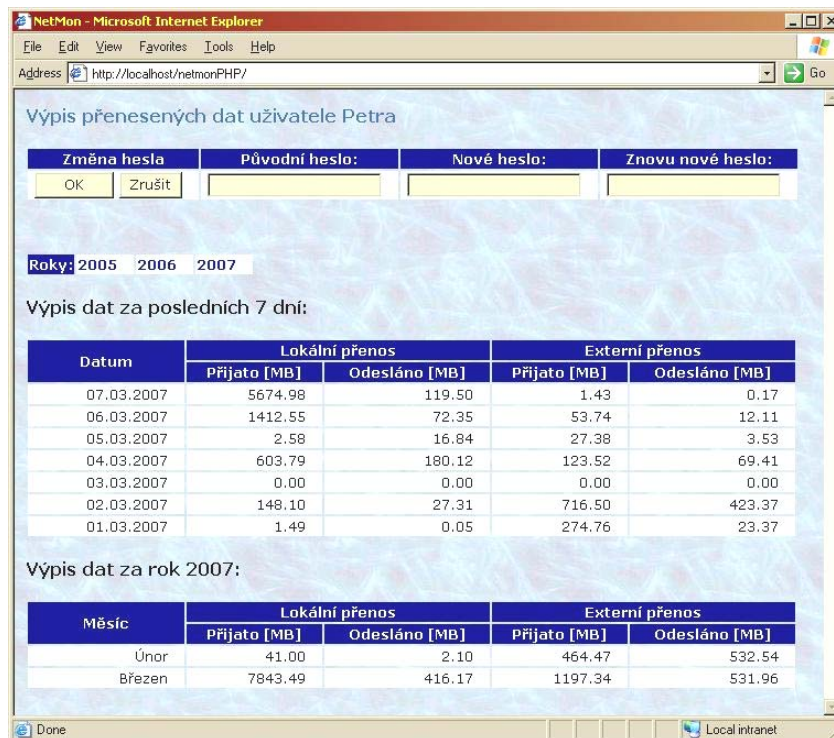 NetMon - Microsoft Internet Explorer
File Edit View Favorites Tools Help
Address http://localhost/netmonPHP/ Go
Výpis přenesených dat uživatele Petra
Změna hesla Původní heslo: Nové heslo: Znovu nové heslo:
OK Zrušit
Roky: 2005 2006 2007
Výpis dat za posledních 7 dní:
Datum Lokální přenos Externí přenos
Přijato [MB] Odesláno [MB] Přijato [MB] Odesláno [MB]
07.03.2007 5674.98 119.50 1.43 0.17
06.03.2007 1412.55 72.35 53.74 12.11
05.03.2007 2.58 16.84 27.38 3.53
04.03.2007 603.79 180.12 123.52 69.41
03.03.2007 0.00 0.00 0.00 0.00
02.03.2007 148.10 27.31 716.50 423.37
01.03.2007 1.49 0.05 274.76 23.37
Výpis dat za rok 2007:
Měsíc Lokální přenos Externí přenos
Přijato [MB] Odesláno [MB] Přijato [MB] Odesláno [MB]
Únor 41.00 2.10 464.47 532.54
Březen 7843.49 416.17 1197.34 531.96
Done Local intranet